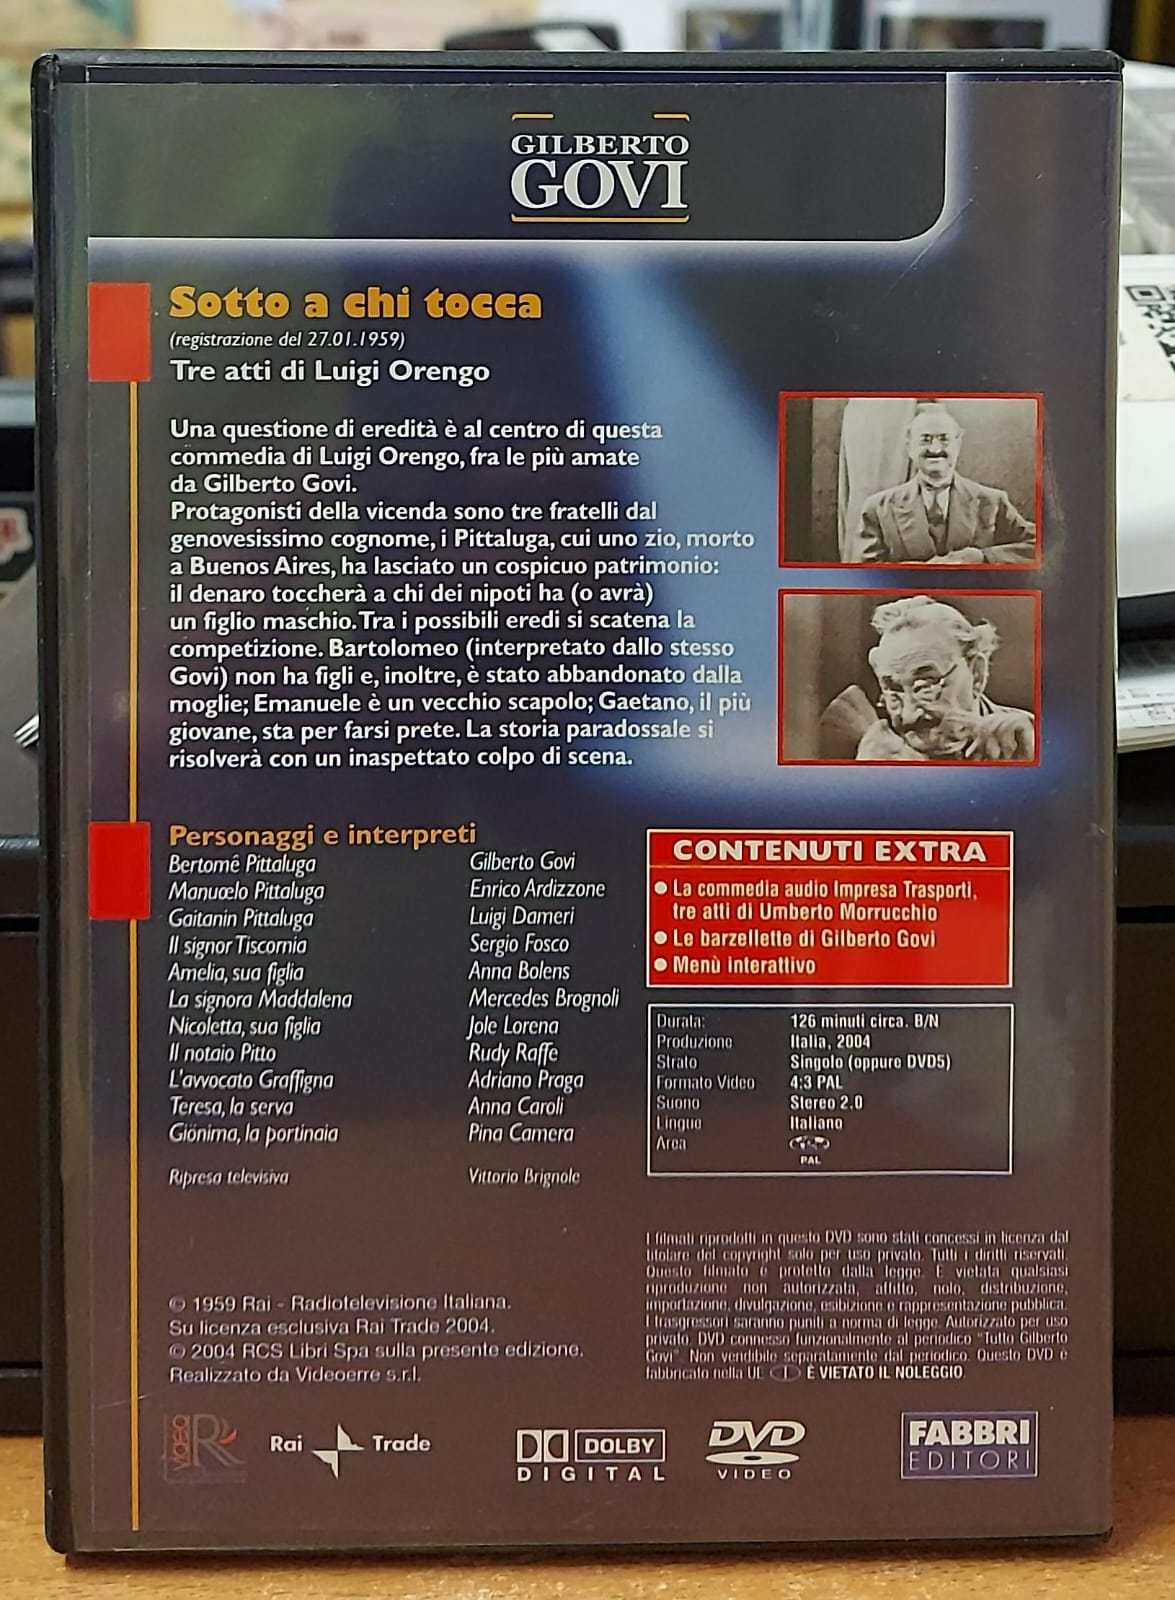 GILBERTO
GOVI
Sotto a chi tocca
(registrazione del 27.01.1959)
Tre atti di Luigi Orengo
Una questione di eredità è al centro di questa
commedia di Luigi Orengo, fra le più amate
da Gilberto Govi.
Protagonisti della vicenda sono tre fratelli dal
genovesissimo cognome, i Pittaluga, cui uno zio, morto
a Buenos Aires, ha lasciato un cospicuo patrimonio:
il denaro toccherà a chi dei nipoti ha (o avrà)
un figlio maschio. Tra i possibili eredi si scatena la
competizione. Bartolomeo (interpretato dallo stesso
Govi) non ha figli e, inoltre, è stato abbandonato dalla
moglie; Emanuele è un vecchio scapolo; Gaetano, il più
giovane, sta per farsi prete. La storia paradossale si
risolverà con un inaspettato colpo di scena.
Personaggi e interpreti
Bertomê Pittaluga Gilberto Govi
Manuælo Pittaluga Enrico Ardizzone
Gaitanin Pittaluga Luigi Dameri
Il signor Tiscornia Sergio Fosco
Amelia, sua figlia Anna Bolens
La signora Maddalena Mercedes Brognoli
Nicoletta, sua figlia Jole Lorena
Il notaio Pitto Rudy Raffe
L'avvocato Graffigna Adriano Praga
Teresa, la serva Anna Caroli
Giönima, la portinaia Pina Camera
Ripresa televisiva Vittorio Brignole
CONTENUTI EXTRA
● La commedia audio Impresa Trasporti,
tre atti di Umberto Morrucchio
● Le barzellette di Gilberto Govi
● Menù interattivo
Durata: 126 minuti circa. B/N
Produzione Italia, 2004
Strato Singolo (oppure DVD5)
Formato Video 4:3 PAL
Suono Stereo 2.0
Lingue Italiano
Area
PAL
I filmati riprodotti in questo DVD sono stati concessi in licenza dal
titolare del copyright solo per uso privato. Tutti i diritti riservati.
Questo filmato è protetto dalla legge. È vietata qualsiasi
riproduzione non autorizzata, affitto, nolo, distribuzione,
importazione, divulgazione, esibizione e rappresentazione pubblica.
I trasgressori saranno puniti a norma di legge. Autorizzato per uso
privato. DVD connesso funzionalmente al periodico "Tutto Gilberto
Govi". Non vendibile separatamente dal periodico. Questo DVD è
fabbricato nella UE È VIETATO IL NOLEGGIO
© 1959 Rai - Radiotelevisione Italiana.
Su licenza esclusiva Rai Trade 2004.
© 2004 RCS Libri Spa sulla presente edizione.
Realizzato da Videoerre s.r.l.
VIDEO R
Rai Trade
DOLBY
DIGITAL
DVD
VIDEO
FABBRI
EDITORI